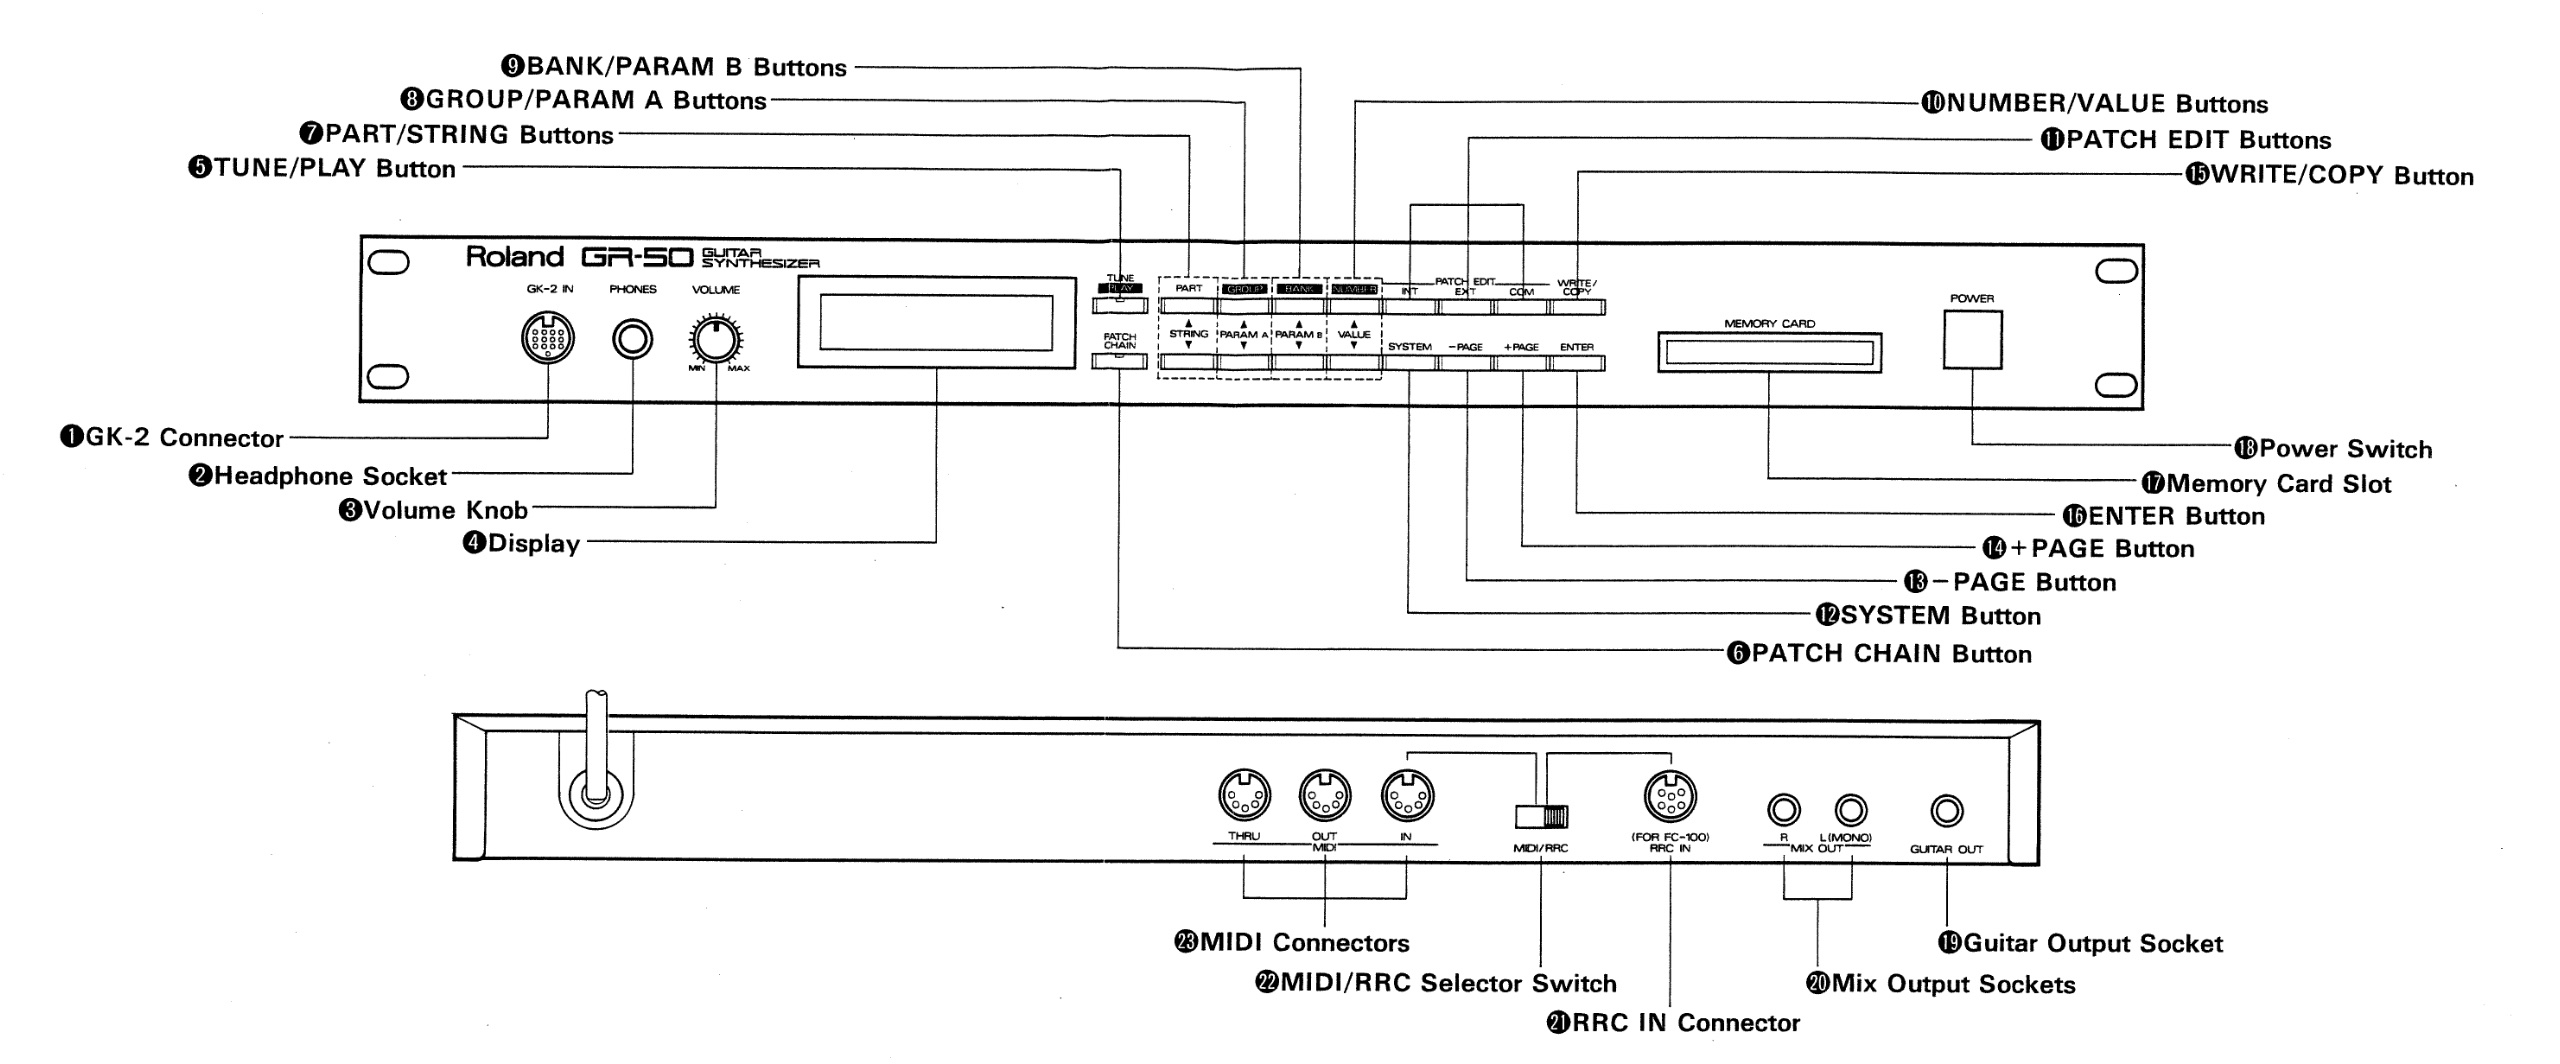 ❾BANK/PARAM B Buttons
❽GROUP/PARAM A Buttons
❼PART/STRING Buttons
❺TUNE/PLAY Button
❿NUMBER/VALUE Buttons
⓫PATCH EDIT Buttons
⓯WRITE/COPY Button
Roland GR-50 GUITAR
SYNTHESIZER
GK-2 IN
PHONES
VOLUME
MIN MAX
TUNE
PLAY
PATCH
CHAIN
PART
GROUP
BANK
NUMBER
▲ ▲ ▲ ▲
STRING PARAM A PARAM B VALUE
▼ ▼ ▼ ▼
PATCH EDIT
INT EXT COM
WRITE/
COPY
SYSTEM -PAGE +PAGE ENTER
MEMORY CARD
POWER
❶GK-2 Connector
❷Headphone Socket
❸Volume Knob
❹Display
⓲Power Switch
⓱Memory Card Slot
⓰ENTER Button
⓮+PAGE Button
⓭-PAGE Button
⓬SYSTEM Button
❻PATCH CHAIN Button
THRU OUT IN
MIDI
MIDI/RRC
(FOR FC-100)
RRC IN
R L(MONO)
MIX OUT
GUITAR OUT
㉓MIDI Connectors
㉒MIDI/RRC Selector Switch
㉑RRC IN Connector
⓴Mix Output Sockets
⓳Guitar Output Socket